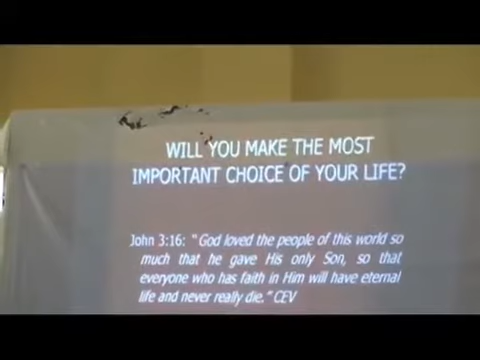 WILL YOU MAKE THE MOST
IMPORTANT CHOICE OF YOUR LIFE?
John 3:16: "God loved the people of this world so
much that he gave His only Son, so that
everyone who has faith in Him will have eternal
life and never really die." CEV